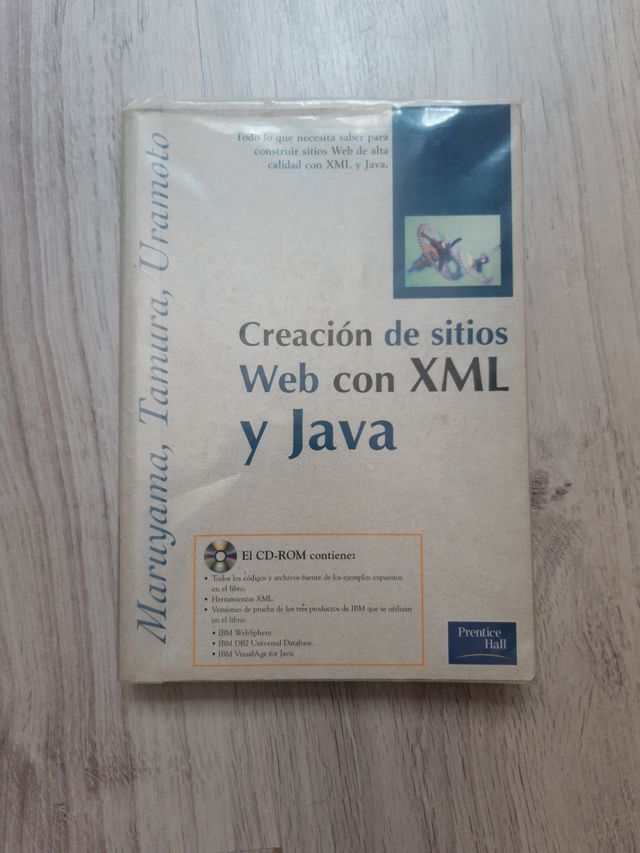 Todo lo que necesita saber para
construir sitios Web de alta
calidad con XML y Java.
Maruyama, Tamura, Uramoto
Creación de sitios
Web con XML
y Java
El CD-ROM contiene:
• Todos los códigos y archivos fuente de los ejemplos expuestos
en el libro.
• Herramientas XML.
• Versiones de prueba de los tres productos de IBM que se utilizan
en el libro:
• IBM WebSphere.
• IBM DB2 Universal Database.
• IBM VisualAge for Java.
Prentice
Hall